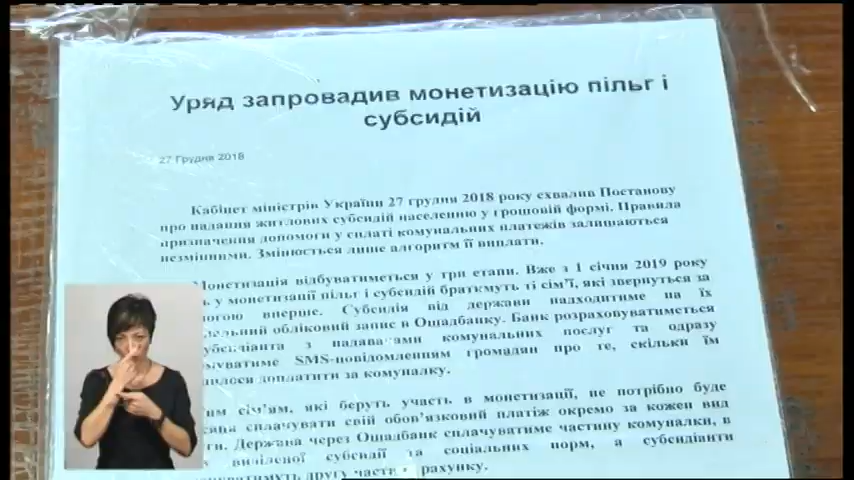 Уряд запровадив монетизацію пільг і
субсидій
27 Грудня 2018
Кабінет міністрів України 27 грудня 2018 року схвалив Постанову
про надання житлових субсидій населенню у грошовій формі. Правила
призначення допомоги у сплаті комунальних платежів залишаються
незмінними. Змінюється лише алгоритм її виплати.
Монетизація відбуватиметься у три етапи. Вже з 1 січня 2019 року
у монетизації пільг і субсидій братимуть ті сім'ї, які звернуться за
вперше. Субсидія від держави надходитиме на їх
обліковий запис в Ощадбанку. Банк розраховуватиметься
з надавачами комунальних послуг та одразу
SMS-повідомленням громадян про те, скільки їм
доплатити за комуналку.
сім'ям, які беруть участь в монетизації, не потрібно буде
сплачувати свій обов'язковий платіж окремо за кожен вид
Держава через Ощадбанк сплачуватиме частину комуналки, в
виділеної субсидії та соціальних норм, а субсидіанти
другу рахунку.